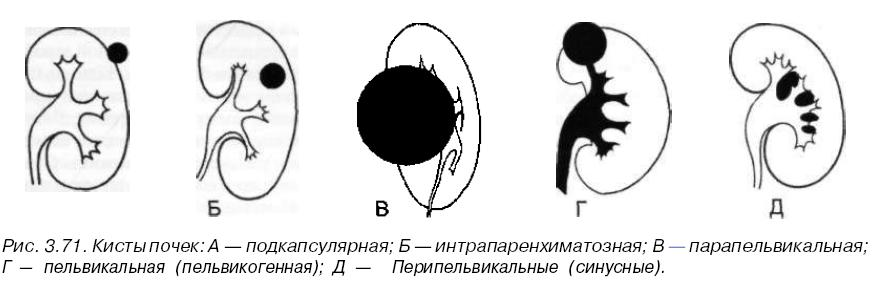 Б В Г Д
Рис. 3.71. Кисты почек: А — подкапсулярная; Б — интрапаренхиматозная; В — парапельвикальная;
Г — пельвикальная (пельвикогенная); Д — Перипельвикальные (синусные).